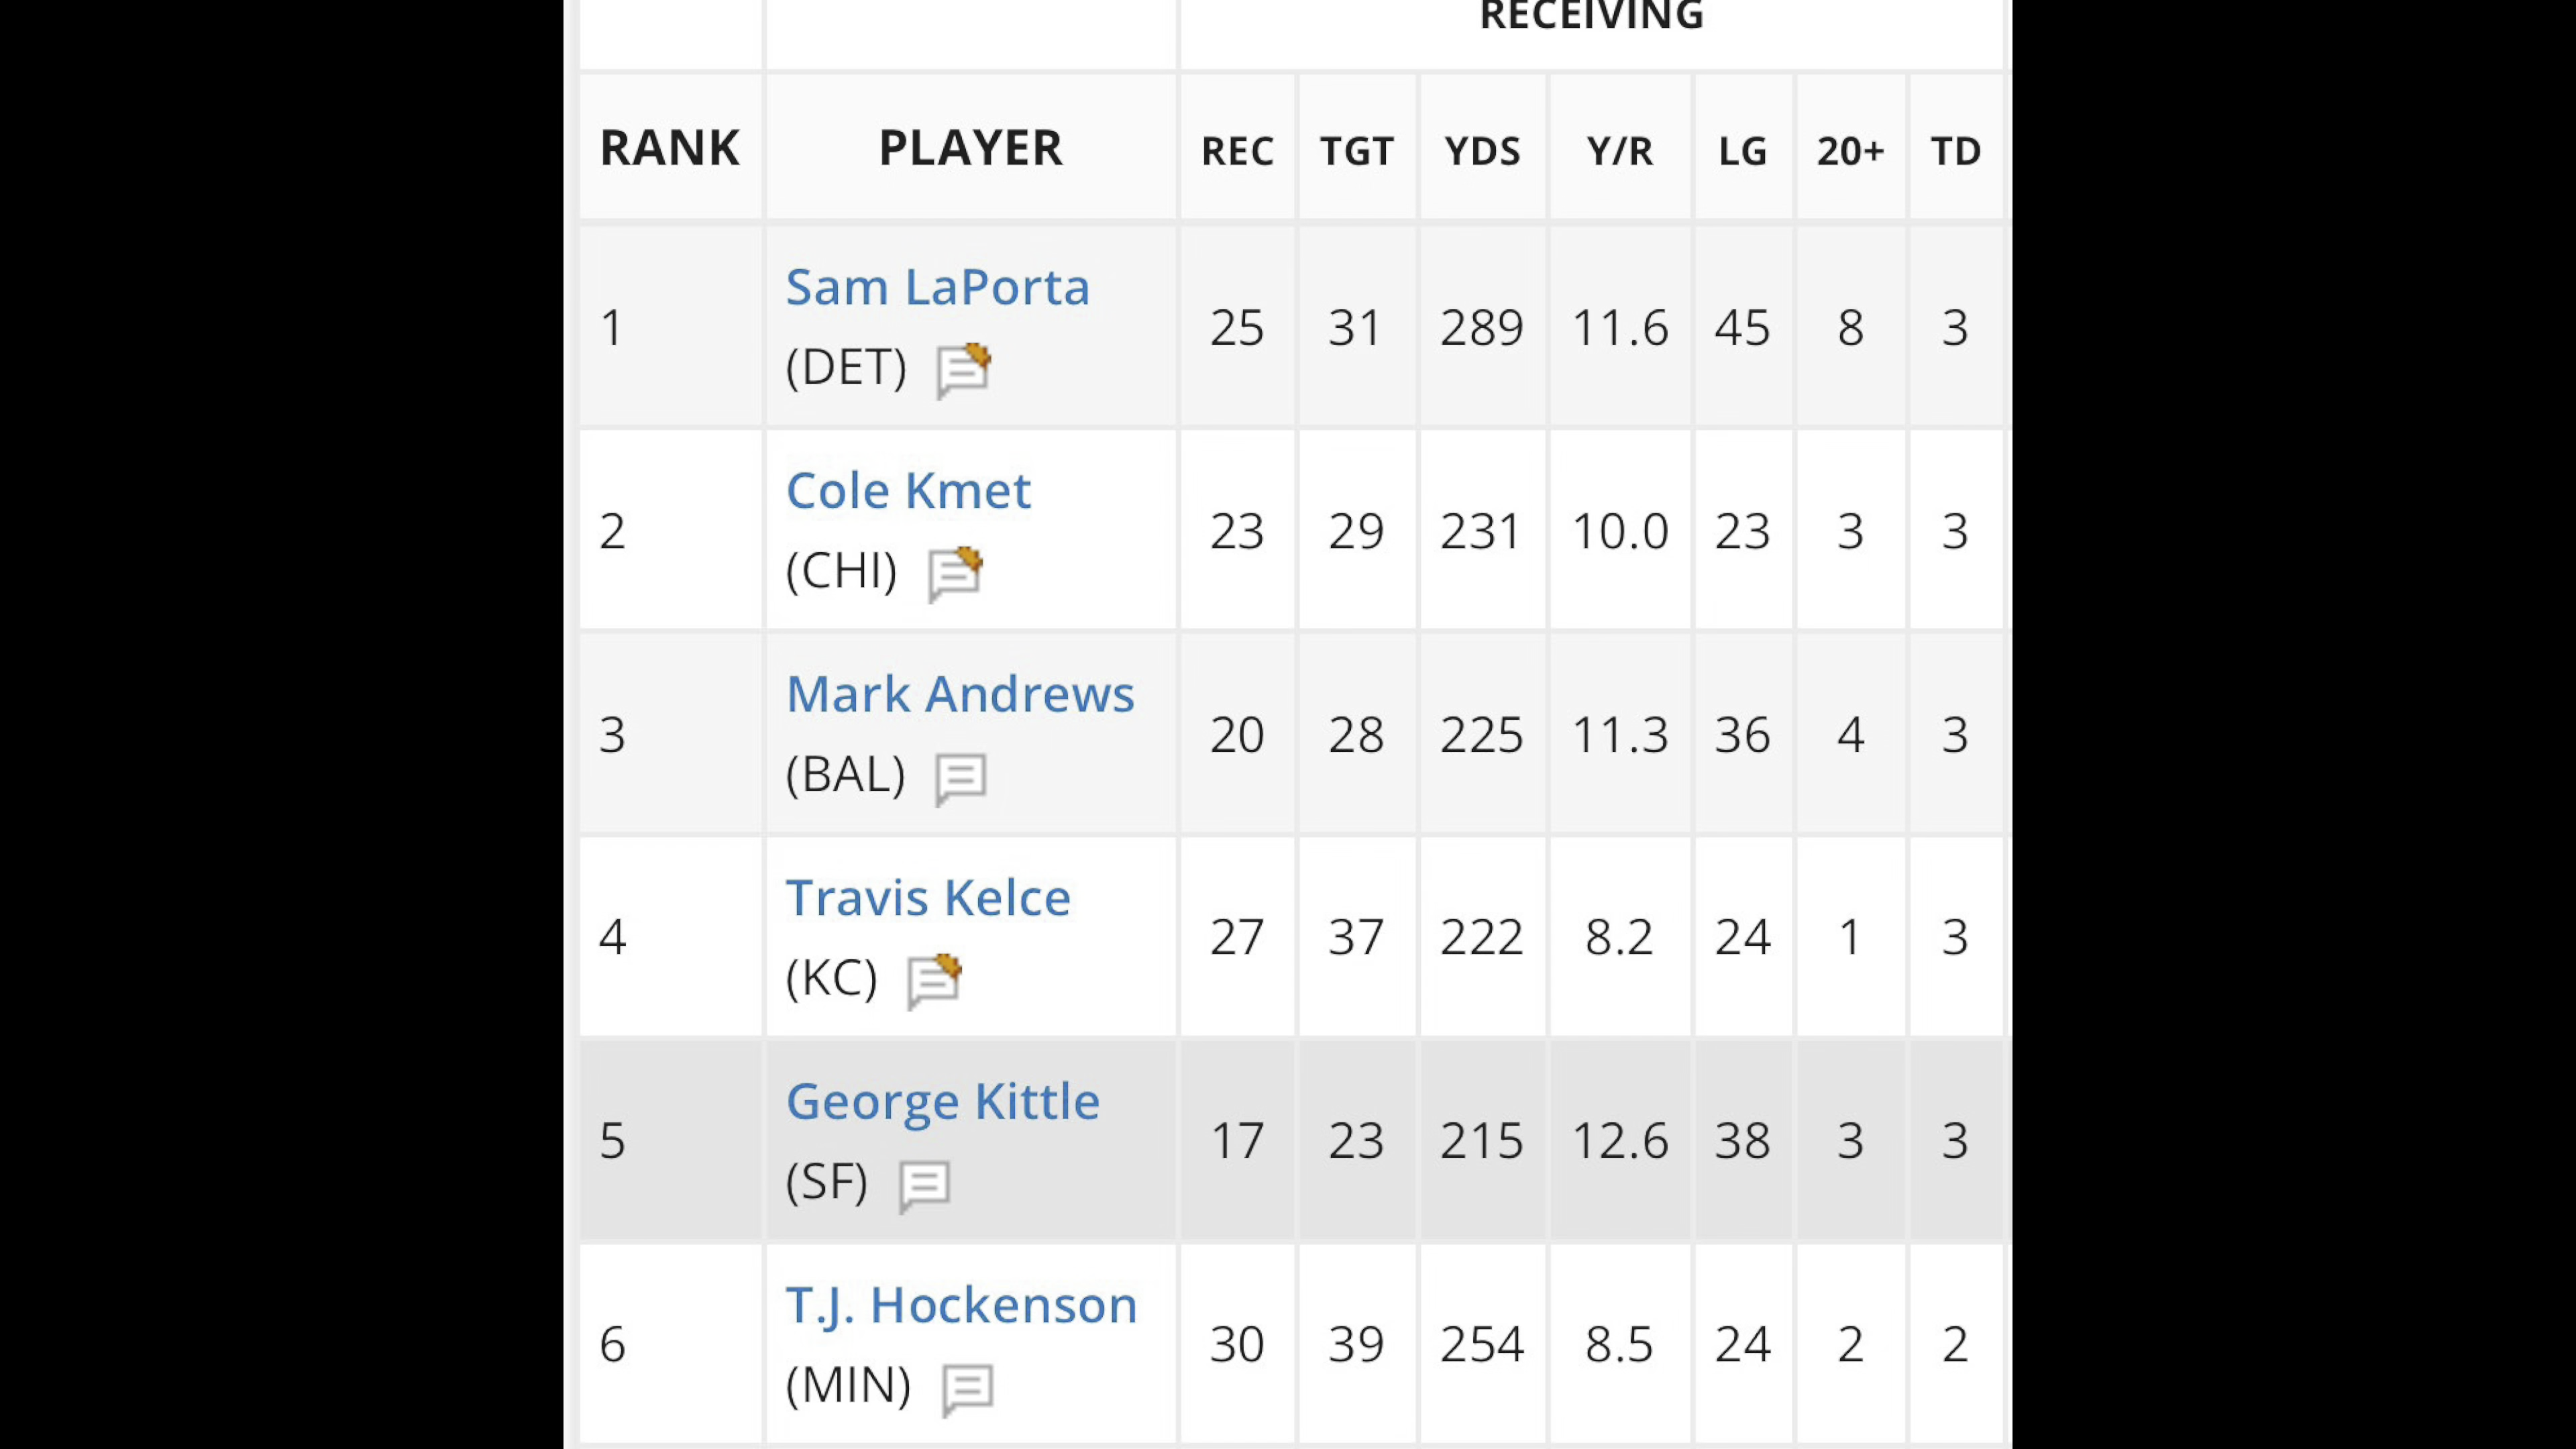 RECEIVING
RANK PLAYER REC TGT YDS Y/R LG 20+ TD
1 Sam LaPorta (DET) 25 31 289 11.6 45 8 3
2 Cole Kmet (CHI) 23 29 231 10.0 23 3 3
3 Mark Andrews (BAL) 20 28 225 11.3 36 4 3
4 Travis Kelce (KC) 27 37 222 8.2 24 1 3
5 George Kittle (SF) 17 23 215 12.6 38 3 3
6 T.J. Hockenson (MIN) 30 39 254 8.5 24 2 2